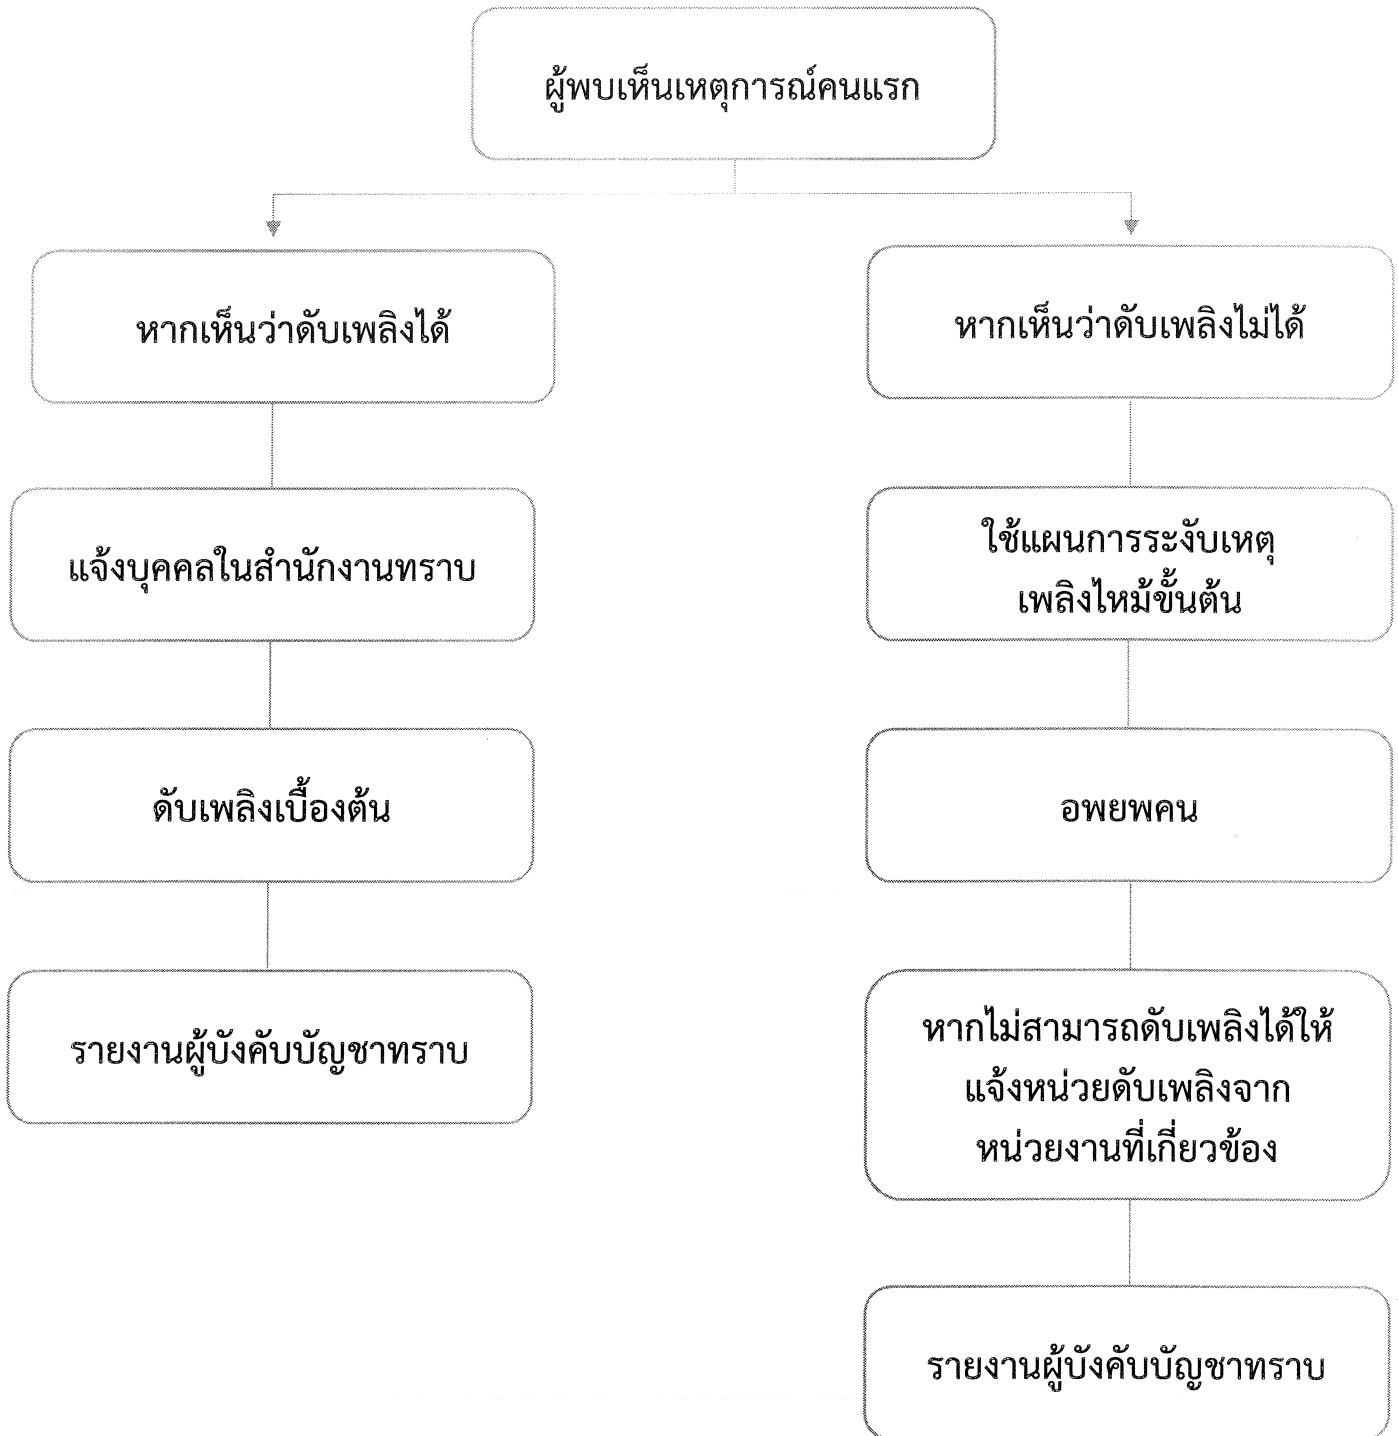 ผู้พบเห็นเหตุการณ์คนแรก
หากเห็นว่าดับเพลิงได้
แจ้งบุคคลในสำนักงานทราบ
ดับเพลิงเบื้องต้น
รายงานผู้บังคับบัญชาทราบ
หากเห็นว่าดับเพลิงไม่ได้
ใช้แผนการระงับเหตุ
เพลิงไหม้ขั้นต้น
อพยพคน
หากไม่สามารถดับเพลิงได้ให้
แจ้งหน่วยดับเพลิงจาก
หน่วยงานที่เกี่ยวข้อง
รายงานผู้บังคับบัญชาทราบ